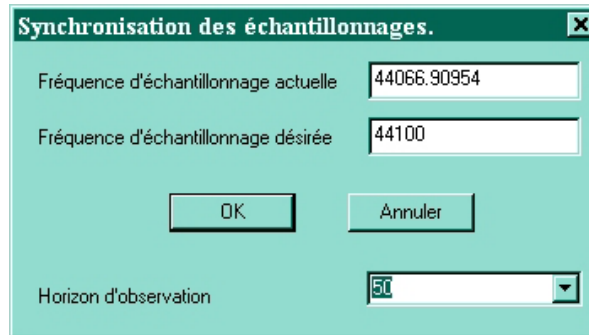 Synchronisation des échantillonnages.
Fréquence d'échantillonnage actuelle 44066.90954
Fréquence d'échantillonnage désirée 44100
OK Annuler
Horizon d'observation 50